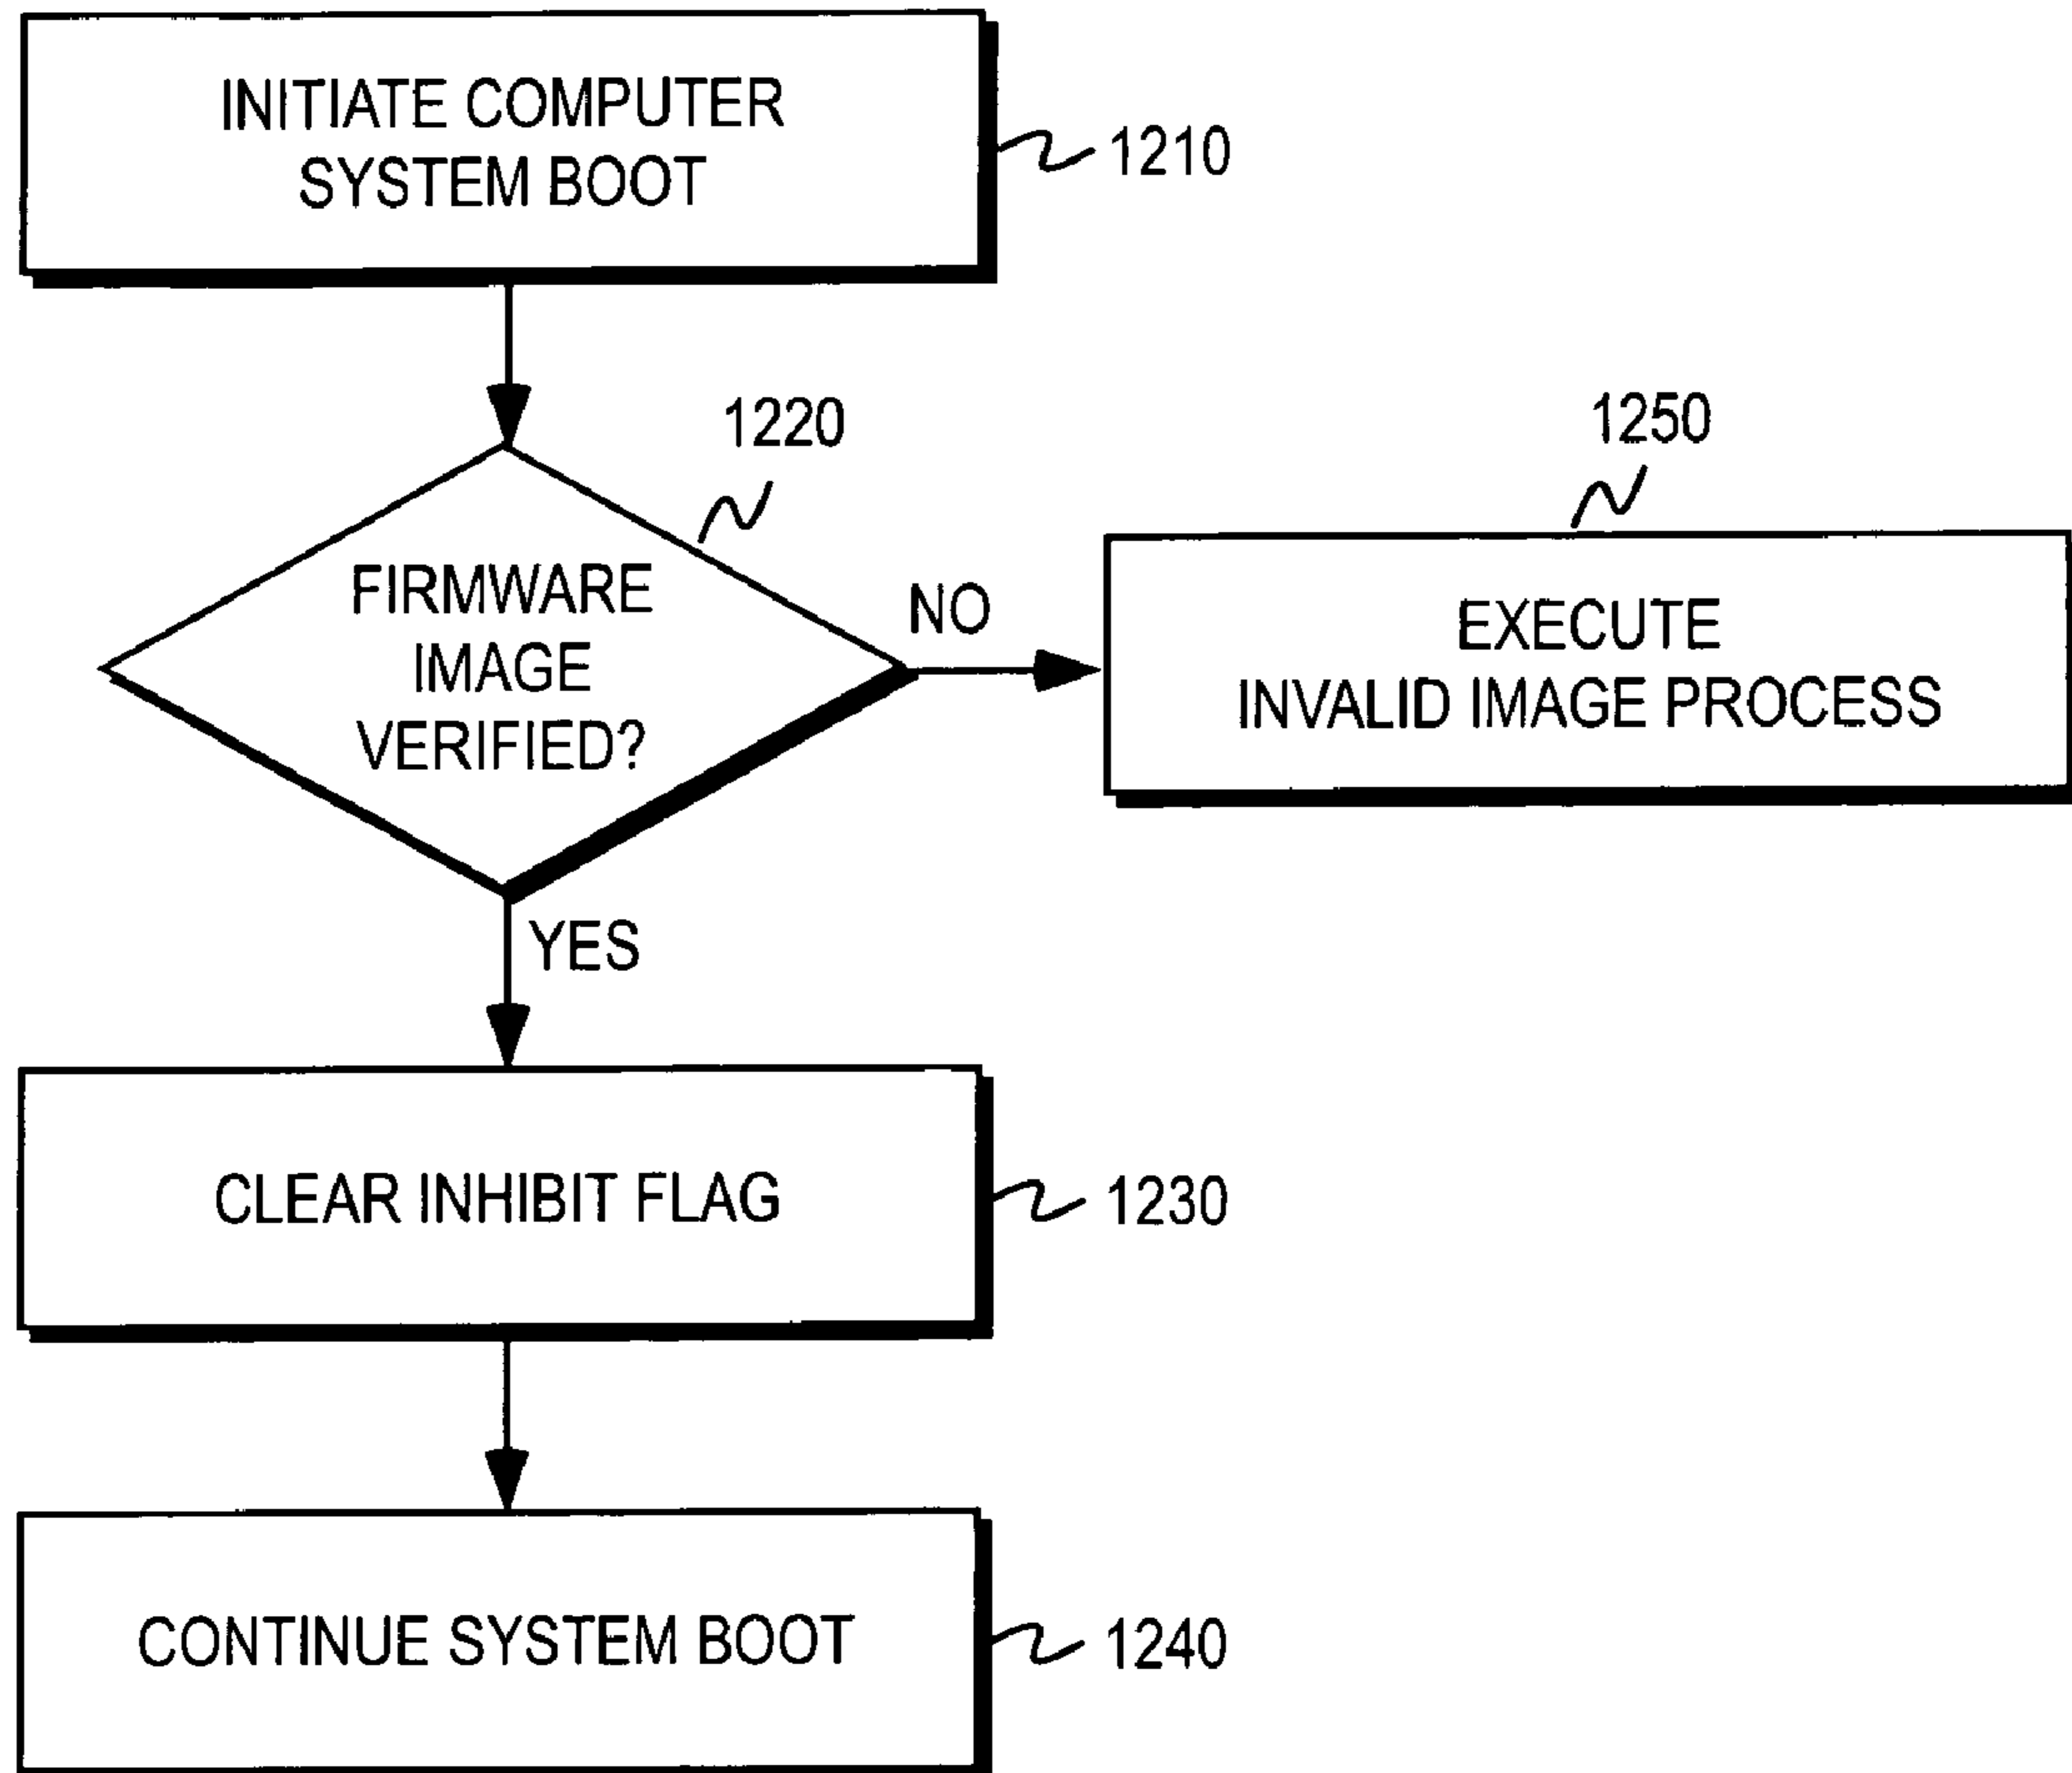 INITIATE COMPUTER
SYSTEM BOOT
1210
1220
FIRMWARE
IMAGE
VERIFIED?
NO
1250
EXECUTE
INVALID IMAGE PROCESS
YES
CLEAR INHIBIT FLAG
1230
CONTINUE SYSTEM BOOT
1240